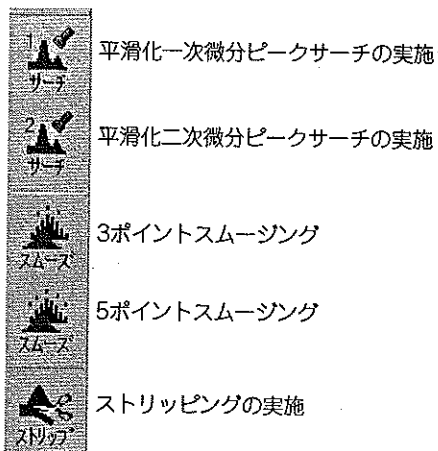 1
サーチ
平滑化一次微分ピークサーチの実施
2
サーチ
平滑化二次微分ピークサーチの実施
スムーズ
3ポイントスムージング
スムーズ
5ポイントスムージング
ストリップ
ストリッピングの実施